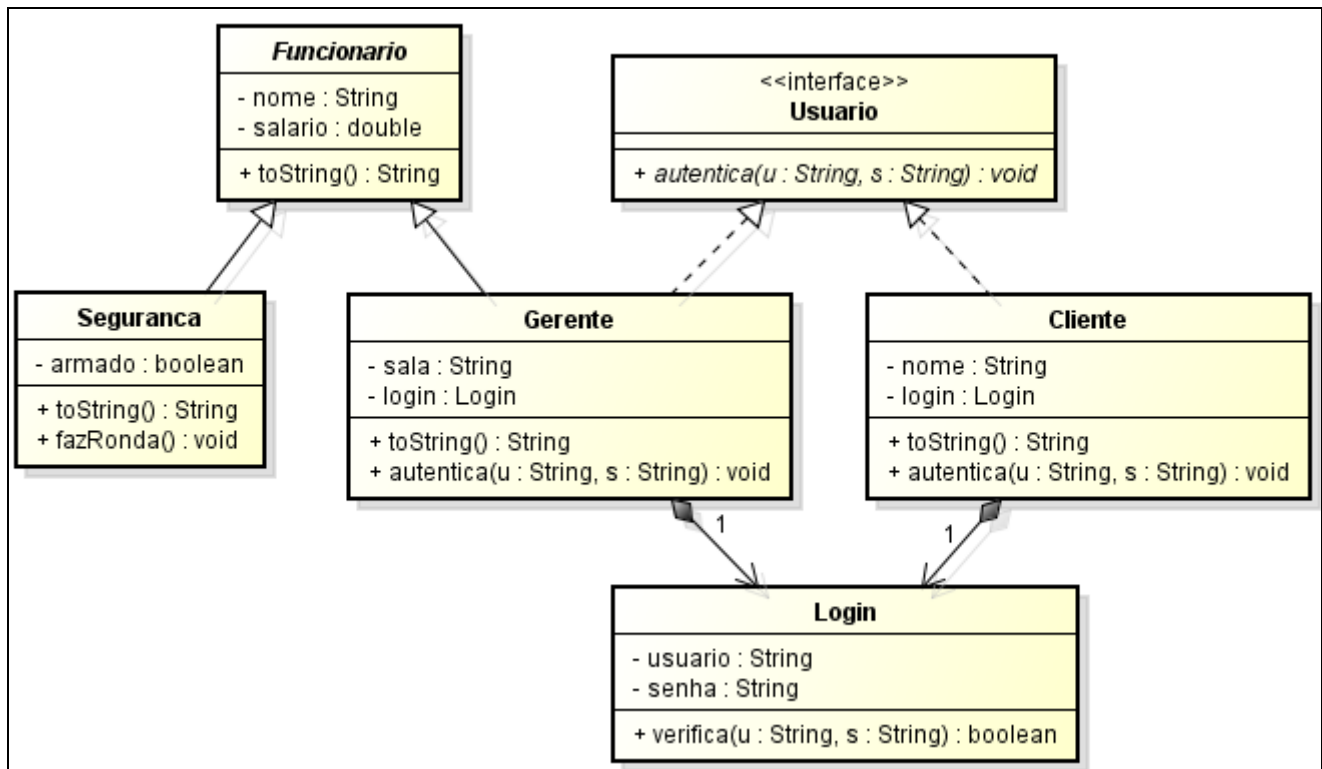 Funcionario
- nome : String
- salario : double
+ toString() : String
<<interface>>
Usuario
+ autentica(u : String, s : String) : void
Seguranca
- armado : boolean
+ toString() : String
+ fazRonda() : void
Gerente
- sala : String
- login : Login
+ toString() : String
+ autentica(u : String, s : String) : void
Cliente
- nome : String
- login : Login
+ toString() : String
+ autentica(u : String, s : String) : void
1
1
Login
- usuario : String
- senha : String
+ verifica(u : String, s : String) : boolean